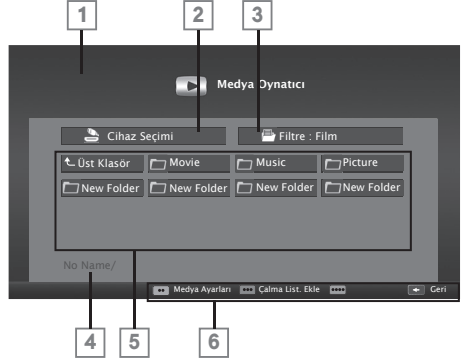 1 2 3
Medya Oynatıcı
Cihaz Seçimi Filtre : Film
Üst Klasör Movie Music Picture
New Folder New Folder New Folder New Folder
No Name/
Medya Ayarları Çalma List. Ekle Geri
4 5 6